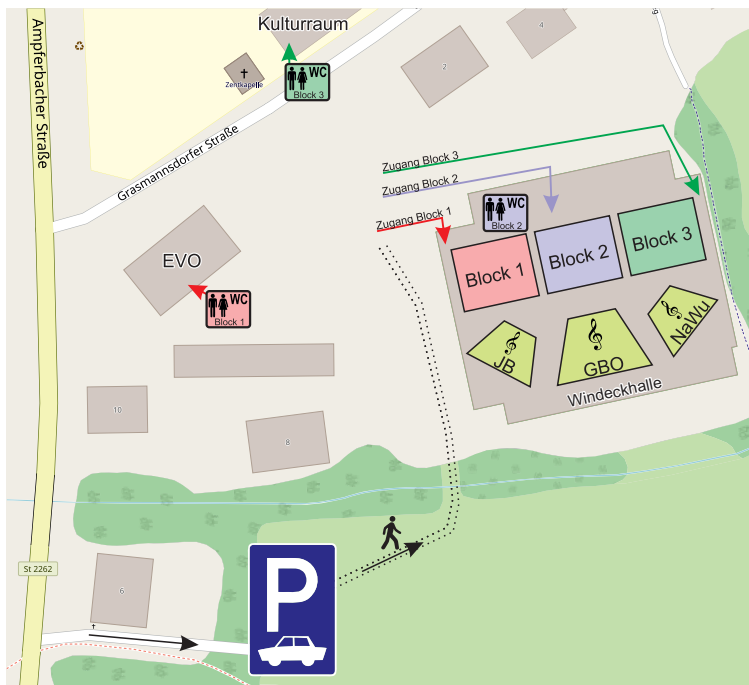 Kulturraum
4
2
Zentkapelle
WC
Block 3
Ampferbacher Straße
Grasmannsdorfer Straße
Zugang Block 3
Zugang Block 2
Zugang Block 1
WC
Block 2
Block 1
Block 2
Block 3
EVO
WC
Block 1
JB
GBO
NaWu
Windeckhalle
10
8
St 2262
6
P